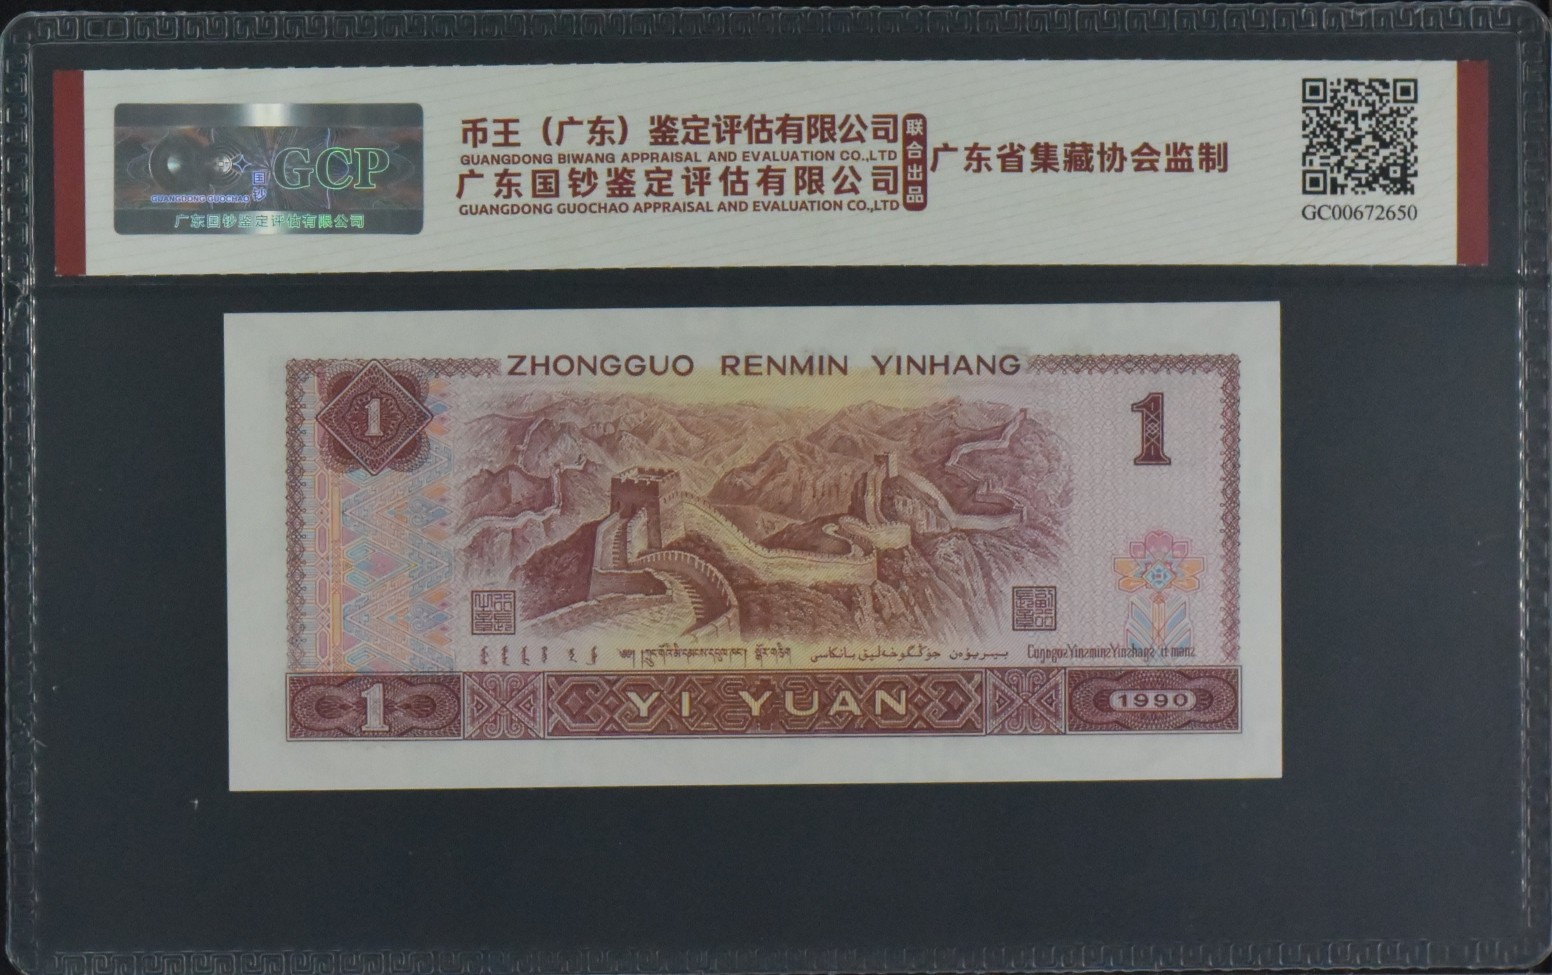 币王（广东）鉴定评估有限公司
GUANGDONG BIWANG APPRAISAL AND EVALUATION CO.,LTD
广东国钞鉴定评估有限公司
GUANGDONG GUOCHAO APPRAISAL AND EVALUATION CO.,LTD
联合出品
广东省集藏协会监制
GCP
国钞
GUANGDONG GUOCHAO
广东国钞鉴定评估有限公司
GC00672650
ZHONGGUO RENMIN YINHANG
1
1
1
YI YUAN
1990